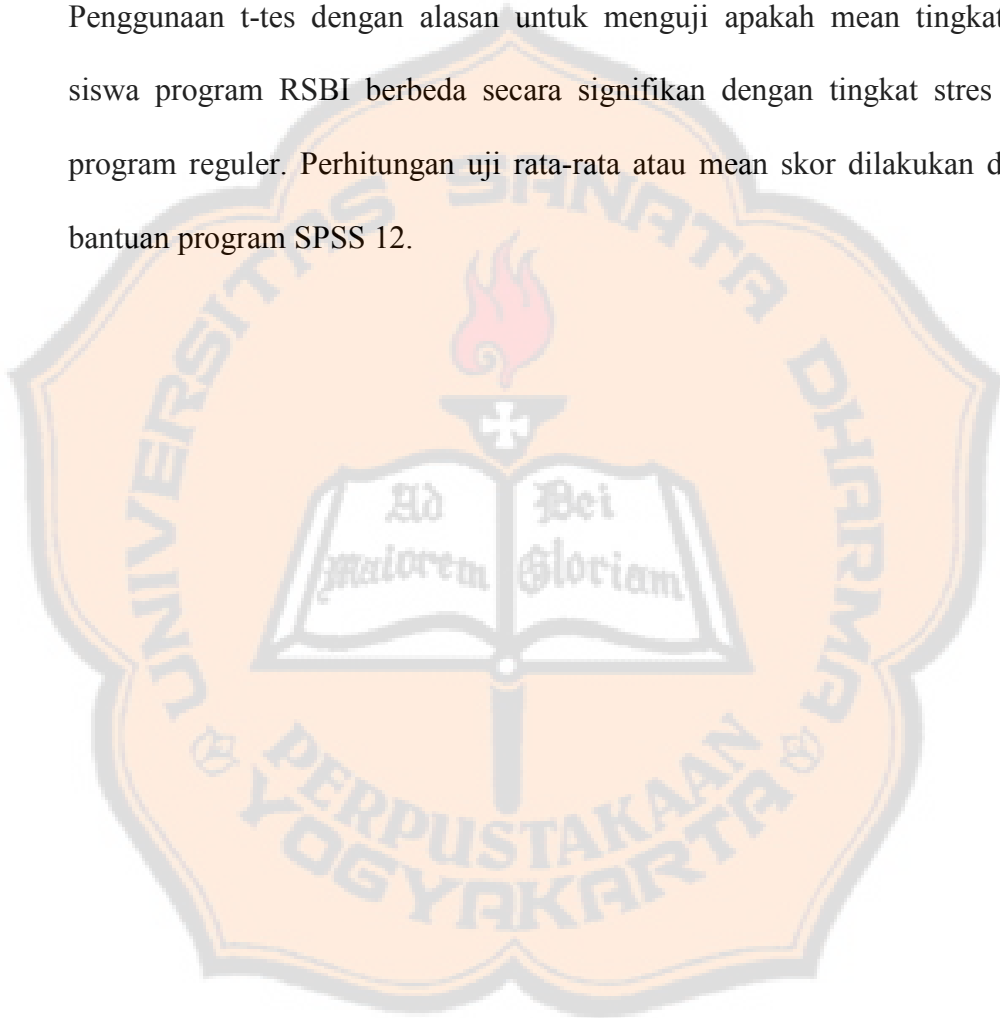 Penggunaan t-tes dengan alasan untuk menguji apakah mean tingkat
siswa program RSBI berbeda secara signifikan dengan tingkat stres
program reguler. Perhitungan uji rata-rata atau mean skor dilakukan d
bantuan program SPSS 12.
UNIVERSITAS SANATA DHARMA
Ad Dei
Maiorem Gloriam
PERPUSTAKAAN
YOGYAKARTA